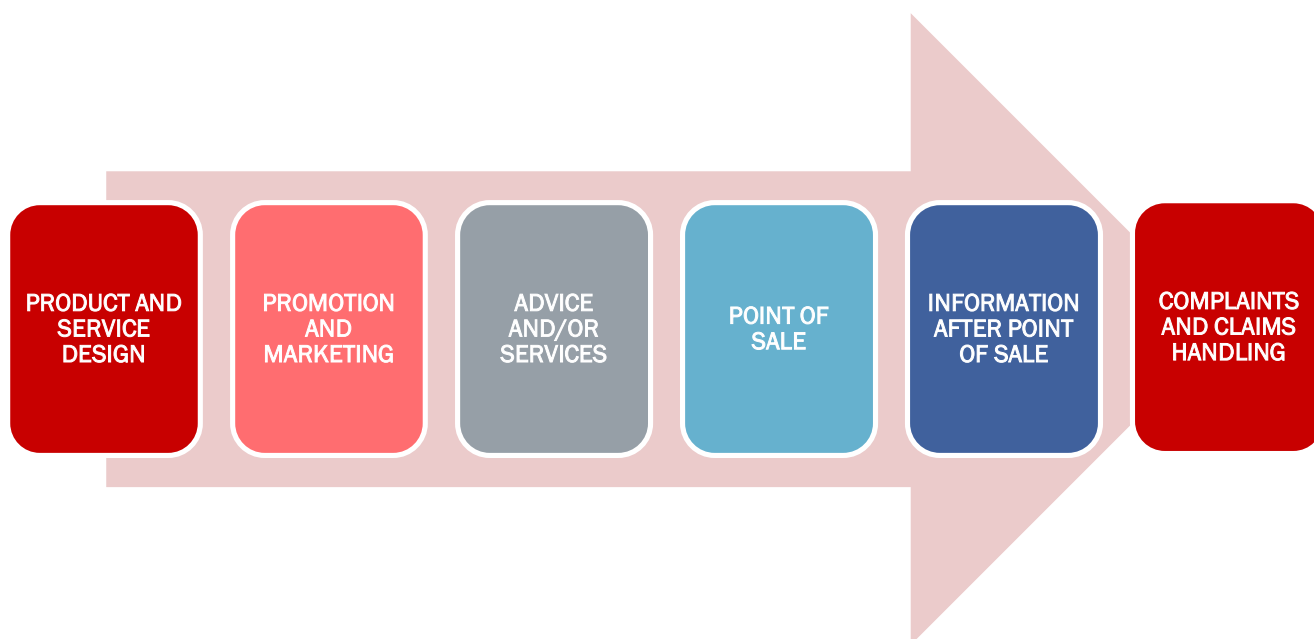 PRODUCT AND
SERVICE
DESIGN
PROMOTION
AND
MARKETING
ADVICE
AND/OR
SERVICES
POINT OF
SALE
INFORMATION
AFTER POINT
OF SALE
COMPLAINTS
AND CLAIMS
HANDLING